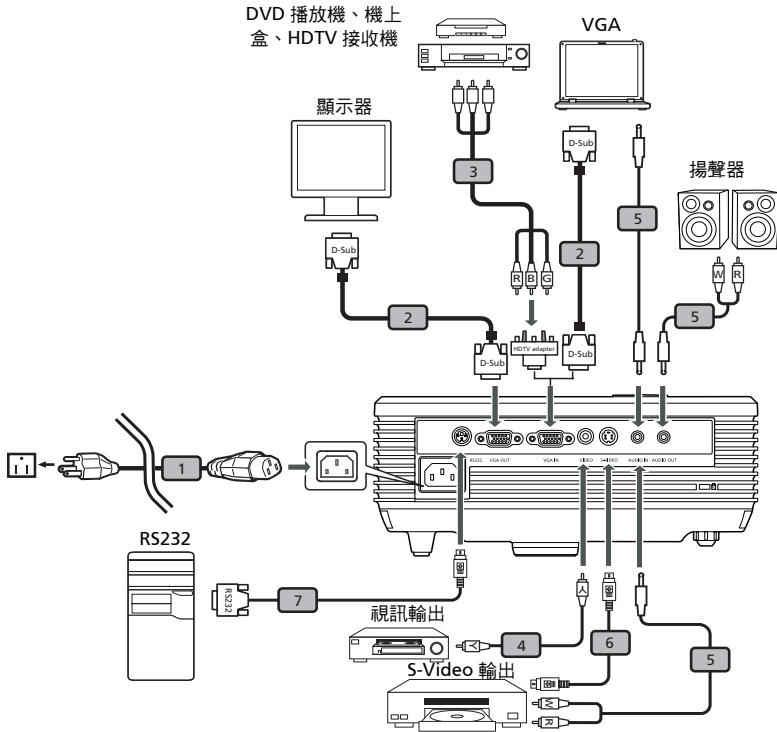 DVD 播放機、機上
盒、HDTV 接收機
VGA
顯示器
D-Sub
3
揚聲器
5
D-Sub
2
R B G
W R
2
5
HDTV adapter
D-Sub
D-Sub
RS232 VGA OUT VGA IN VIDEO S-VIDEO AUDIO IN AUDIO OUT
1
RS232
RS232
7
視訊輸出
4
6
5
S-Video 輸出
W
R